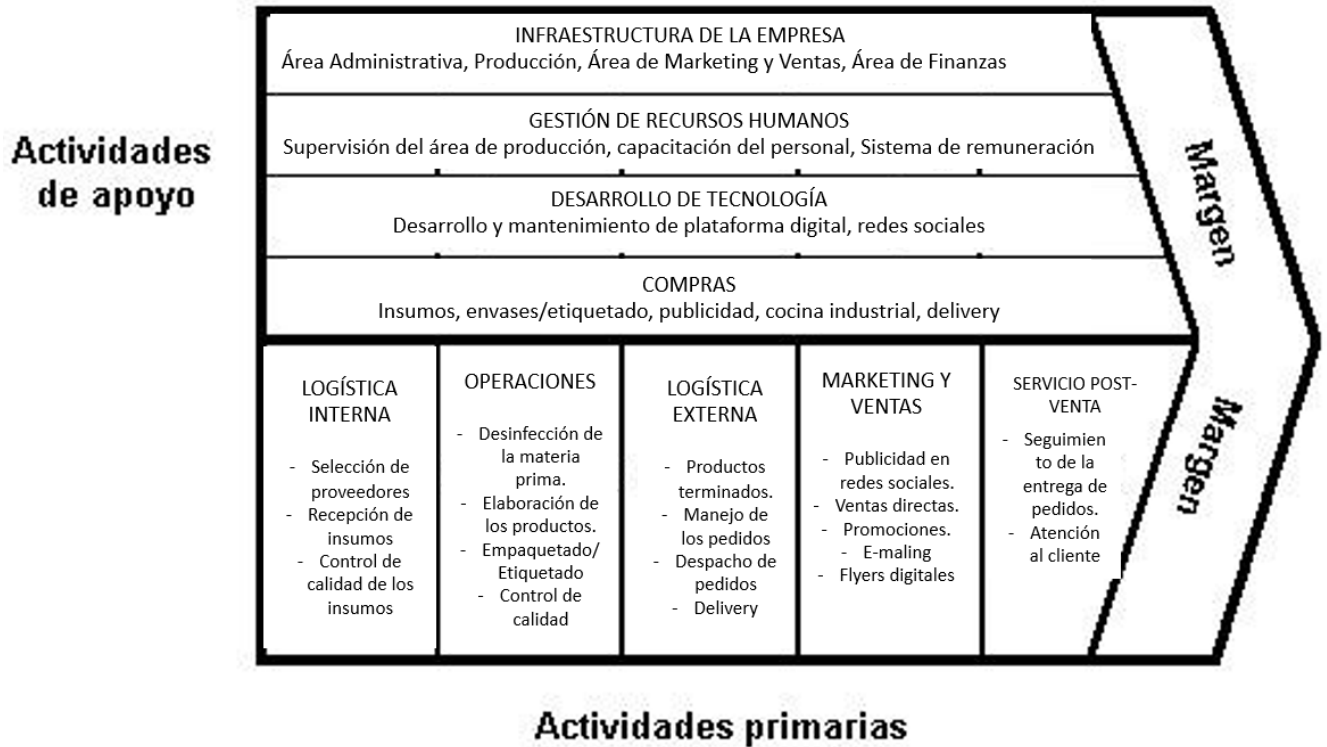 INFRAESTRUCTURA DE LA EMPRESA
Área Administrativa, Producción, Área de Marketing y Ventas, Área de Finanzas
Actividades
de apoyo
GESTIÓN DE RECURSOS HUMANOS
Supervisión del área de producción, capacitación del personal, Sistema de remuneración
DESARROLLO DE TECNOLOGÍA
Desarrollo y mantenimiento de plataforma digital, redes sociales
COMPRAS
Insumos, envases/etiquetado, publicidad, cocina industrial, delivery
Margen
LOGÍSTICA
INTERNA
- Selección de
proveedores
- Recepción de
insumos
- Control de
calidad de los
insumos
OPERACIONES
- Desinfección de
la materia
prima.
- Elaboración de
los productos.
- Empaquetado/
Etiquetado
- Control de
calidad
LOGÍSTICA
EXTERNA
- Productos
terminados.
- Manejo de
los pedidos
- Despacho de
pedidos
- Delivery
MARKETING Y
VENTAS
- Publicidad en
redes sociales.
- Ventas directas.
- Promociones.
- E-maling
- Flyers digitales
SERVICIO POST-
VENTA
- Seguimien
to de la
entrega de
pedidos.
- Atención
al cliente
Margen
Actividades primarias